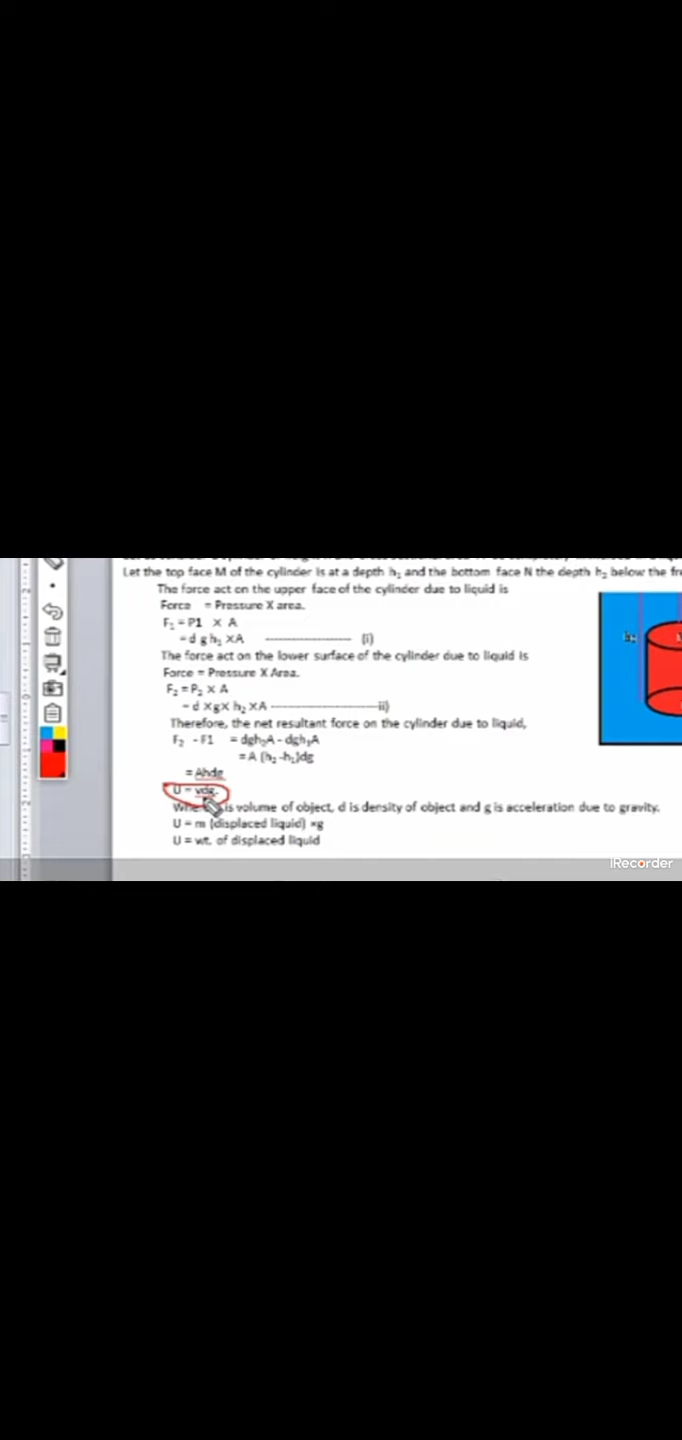 Let the top face M of the cylinder is at a depth h₁ and the bottom face N the depth h₂ below the fre
The force act on the upper face of the cylinder due to liquid is
Force = Pressure X area.
F₁ = P1 X A
= d g h₁ ×A ------------------- (i)
The force act on the lower surface of the cylinder due to liquid is
Force = Pressure X Area.
F₂ = P₂ X A
= d XgX h₂ ×A -------------------------ii)
Therefore, the net resultant force on the cylinder due to liquid,
F₂ - F1 = dgh₂A - dgh₁A
= A (h₂ -h₁)dg
= Ahdg
U = vdg.
is volume of object, d is density of object and g is acceleration due to gravity.
U = m (displaced liquid) ×g
U = wt. of displaced liquid
iRecorder